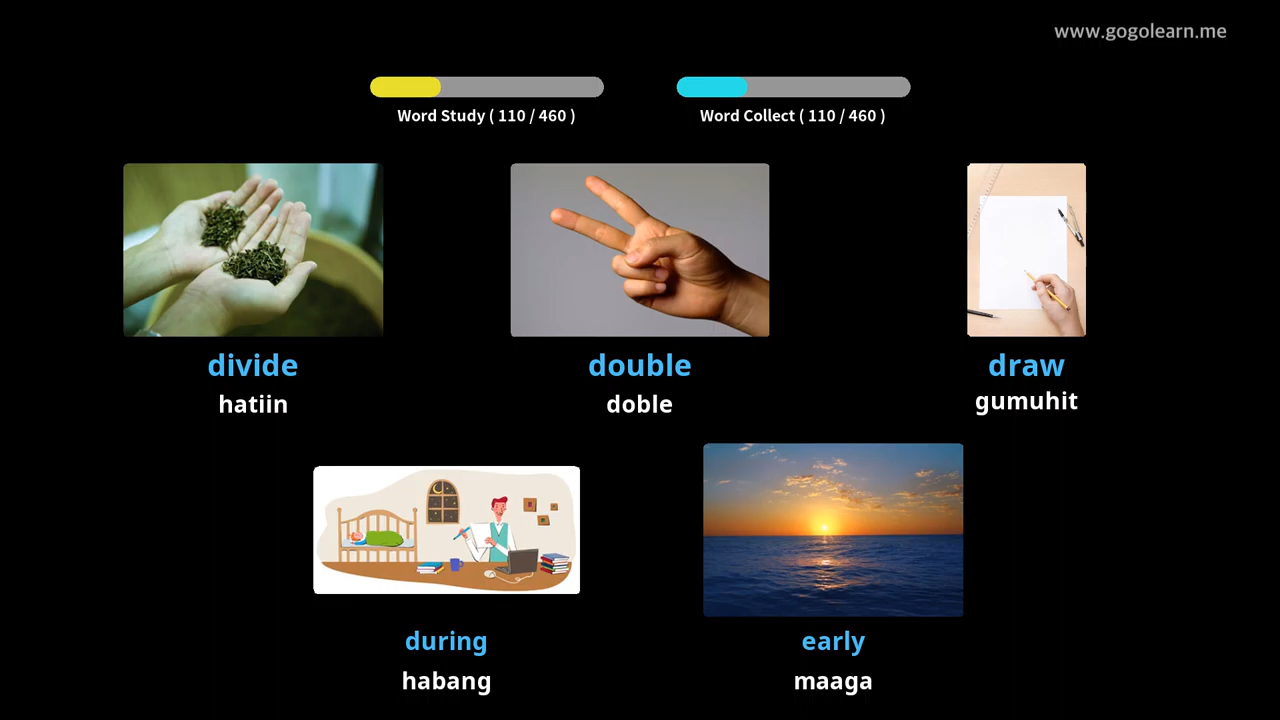 www.gogolearn.me
Word Study ( 110 / 460 )
Word Collect ( 110 / 460 )
divide
hatiin
double
doble
draw
gumuhit
during
habang
early
maaga